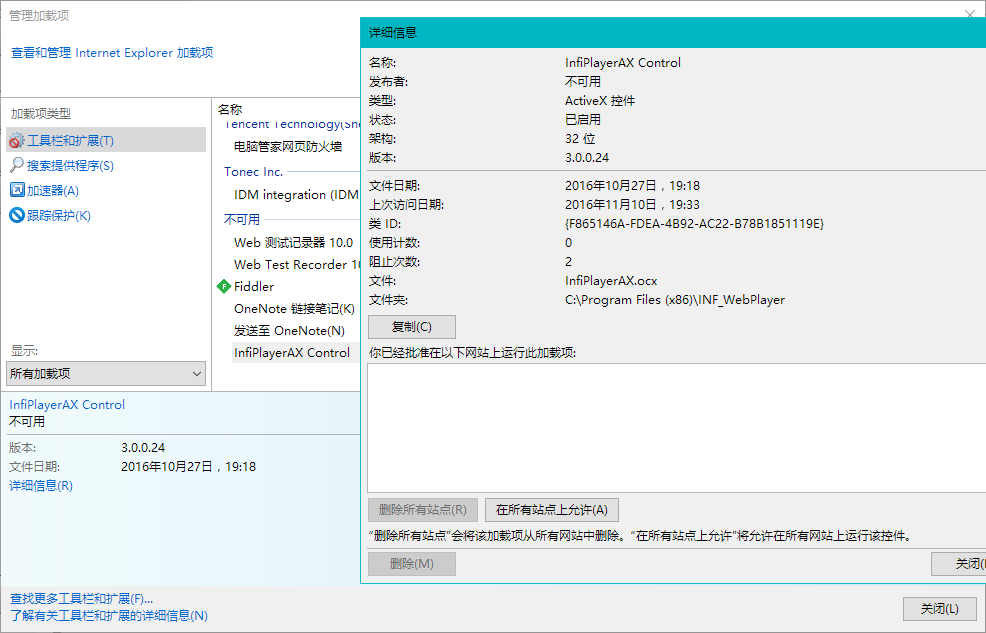 管理加载项
查看和管理 Internet Explorer 加载项
加载项类型
工具栏和扩展(T)
搜索提供程序(S)
加速器(A)
跟踪保护(K)
显示:
所有加载项
名称
Tencent Technology(She
电脑管家网页防火墙
Tonec Inc.
IDM integration (IDM
不可用
Web 测试记录器 10.0
Web Test Recorder 10
Fiddler
OneNote 链接笔记(K)
发送至 OneNote(N)
InfiPlayerAX Control
InfiPlayerAX Control
不可用
版本: 3.0.0.24
文件日期: 2016年10月27日，19:18
详细信息(R)
查找更多工具栏和扩展(F)...
了解有关工具栏和扩展的详细信息(N)
关闭(L)
详细信息
名称: InfiPlayerAX Control
发布者: 不可用
类型: ActiveX 控件
状态: 已启用
架构: 32 位
版本: 3.0.0.24
文件日期: 2016年10月27日，19:18
上次访问日期: 2016年11月10日，19:33
类 ID: {F865146A-FDEA-4B92-AC22-B78B1851119E}
使用计数: 0
阻止次数: 2
文件: InfiPlayerAX.ocx
文件夹: C:\Program Files (x86)\INF_WebPlayer
复制(C)
你已经批准在以下网站上运行此加载项:
删除所有站点(R) 在所有站点上允许(A)
“删除所有站点”会将该加载项从所有网站中删除。“在所有站点上允许”将允许在所有网站上运行该控件。
删除(M) 关闭(